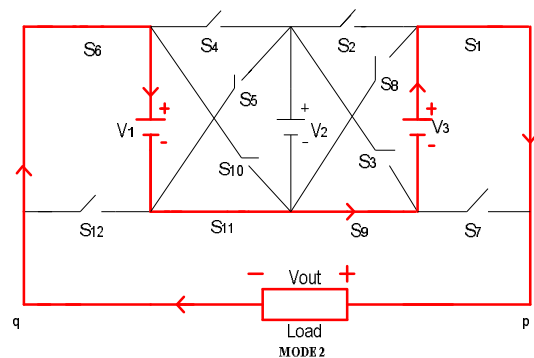 S6 S4 S2 S1
S5 S8
+ + +
V1 V2 V3
- - -
S10 S3
S12 S11 S9 S7
- Vout +
q Load p
MODE 2